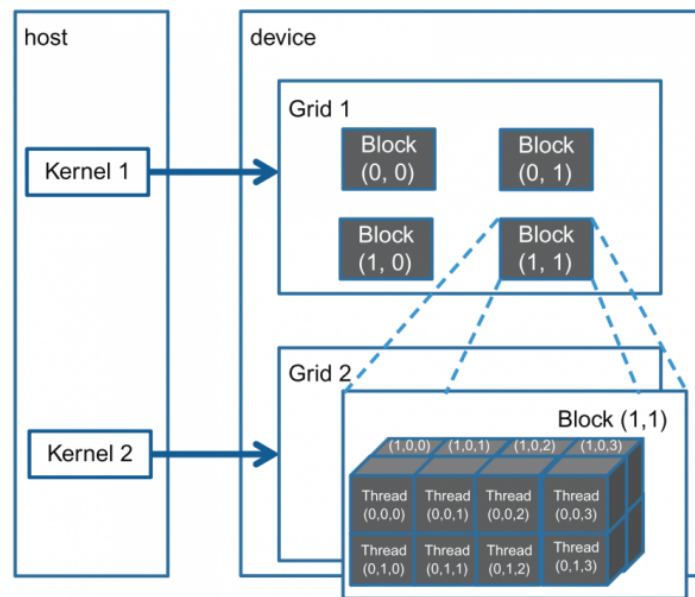 host
device
Grid 1
Kernel 1
Block
(0, 0)
Block
(0, 1)
Block
(1, 0)
Block
(1, 1)
Grid 2
Kernel 2
Block (1,1)
(1,0,0) (1,0,1) (1,0,2) (1,0,3)
Thread Thread Thread Thread
(0,0,0) (0,0,1) (0,0,2) (0,0,3)
Thread Thread Thread Thread
(0,1,0) (0,1,1) (0,1,2) (0,1,3)